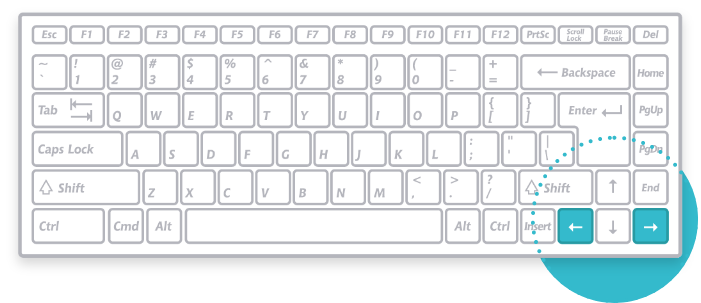 Esc F1 F2 F3 F4 F5 F6 F7 F8 F9 F10 F11 F12 PrtSc Scroll Lock Pause Break Del
~ ! @ # $ % ^ & * ) ( _ +
` 1 2 3 4 5 6 7 8 9 0 - = ← Backspace Home
Tab Q W E R T Y U I O P { [ } ] Enter PgUp
Caps Lock A S D F G H J K L : ; " ' | \ PgDn
Shift Z X C V B N M < , > . ? / Shift ↑ End
Ctrl Cmd Alt Alt Ctrl Insert ← ↓ →